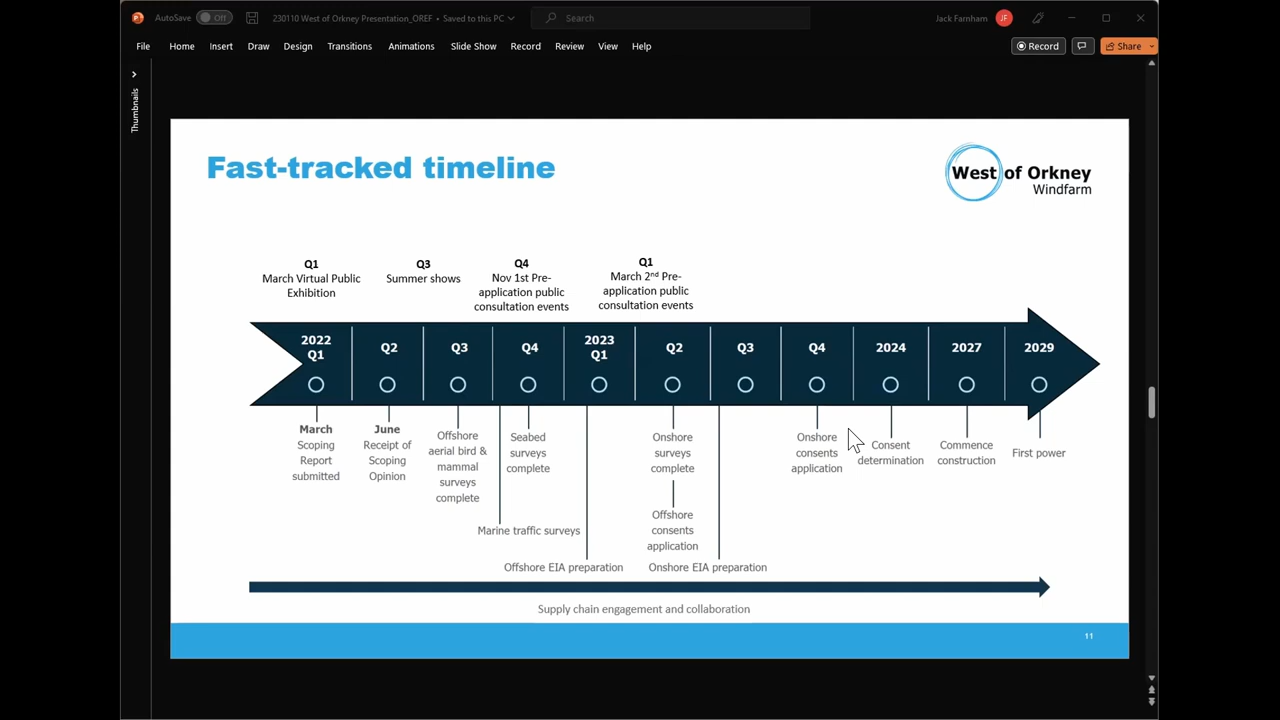 AutoSave Off 230110 West of Orkney Presentation_OREF • Saved to this PC Search Jack Farnham JF
File Home Insert Draw Design Transitions Animations Slide Show Record Review View Help Record Share
Thumbnails
Fast-tracked timeline
West of Orkney
Windfarm
Q1
March Virtual Public
Exhibition
Q3
Summer shows
Q4
Nov 1st Pre-
application public
consultation events
Q1
March 2nd Pre-
application public
consultation events
2022
Q1
Q2
Q3
Q4
2023
Q1
Q2
Q3
Q4
2024
2027
2029
March
Scoping
Report
submitted
June
Receipt of
Scoping
Opinion
Offshore
aerial bird &
mammal
surveys
complete
Seabed
surveys
complete
Marine traffic surveys
Offshore EIA preparation
Onshore
surveys
complete
Offshore
consents
application
Onshore EIA preparation
Onshore
consents
application
Consent
determination
Commence
construction
First power
Supply chain engagement and collaboration
11